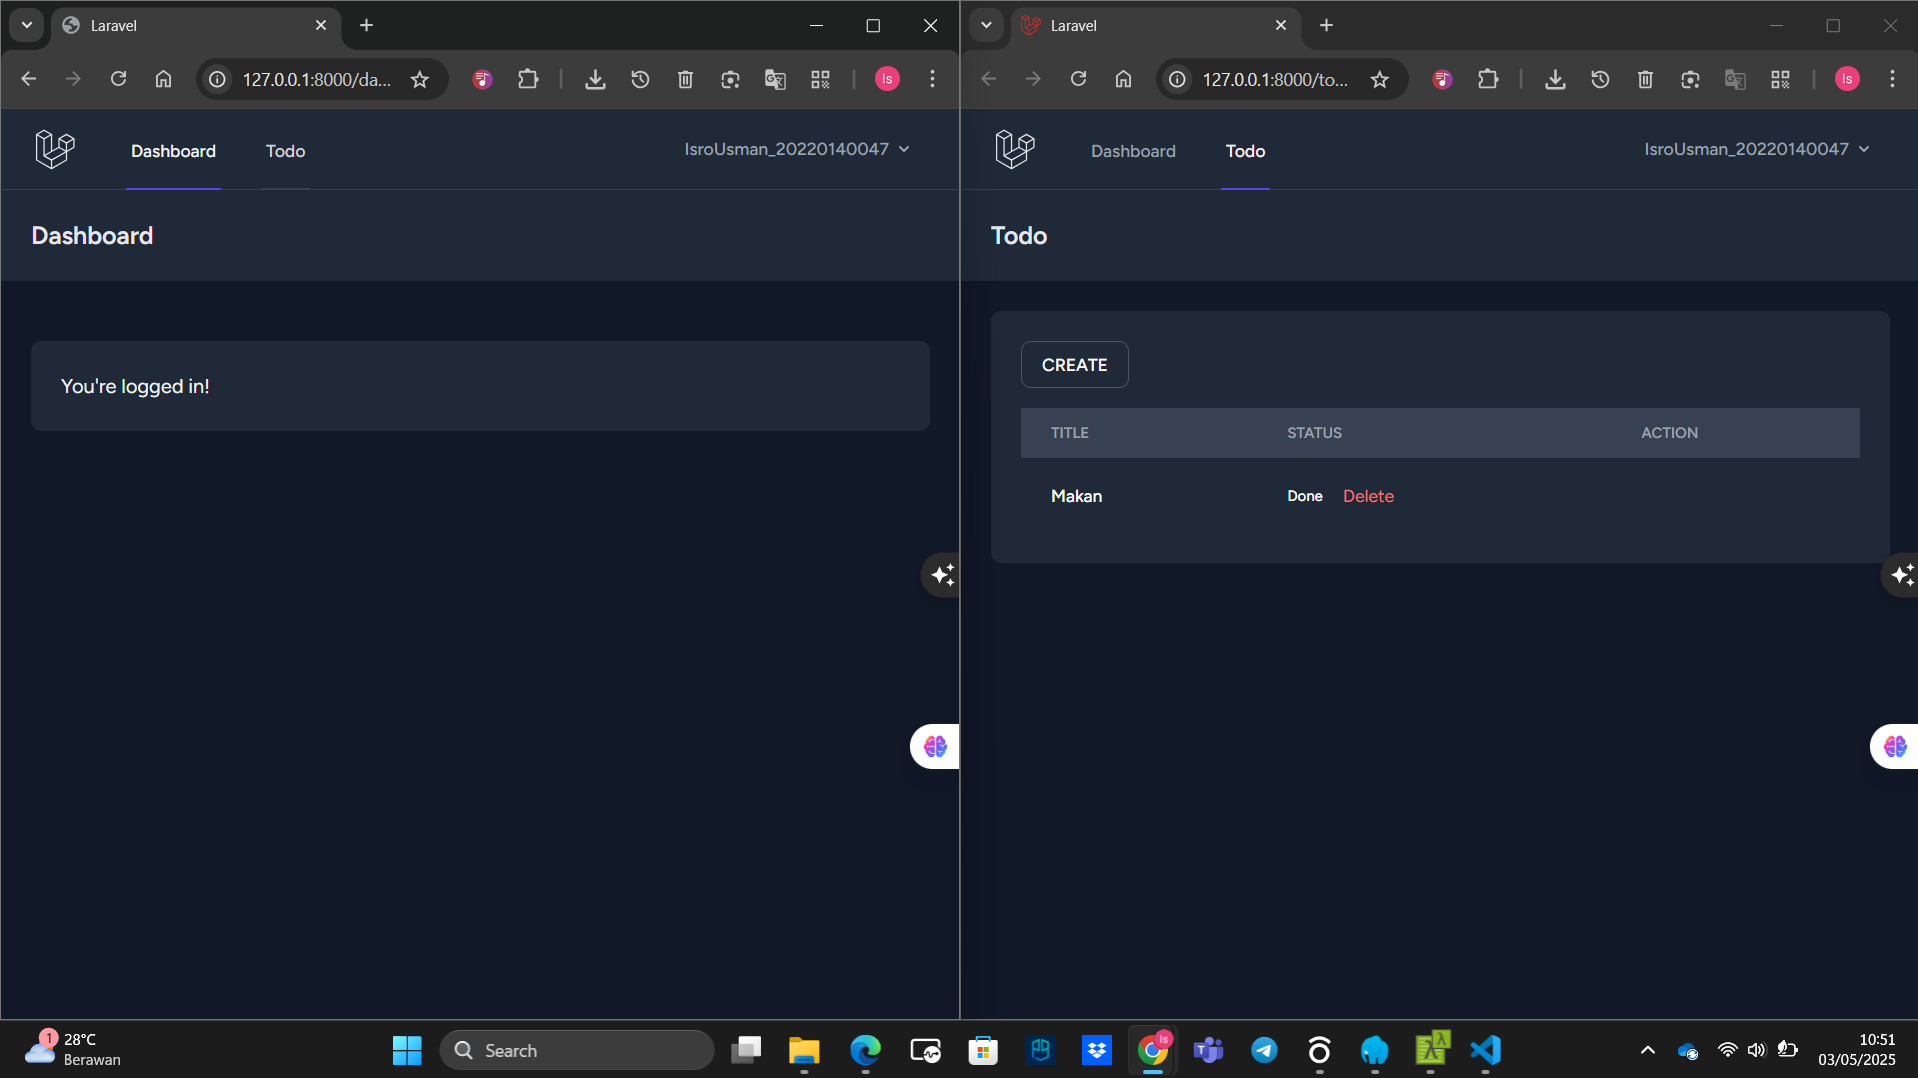 Laravel
127.0.0.1:8000/da...
Is
Dashboard
Todo
IsroUsman_20220140047
Dashboard
You're logged in!
Laravel
127.0.0.1:8000/to...
Is
Dashboard
Todo
IsroUsman_20220140047
Todo
CREATE
TITLE STATUS ACTION
Makan Done Delete
1
28°C
Berawan
Search
Is
10:51
03/05/2025